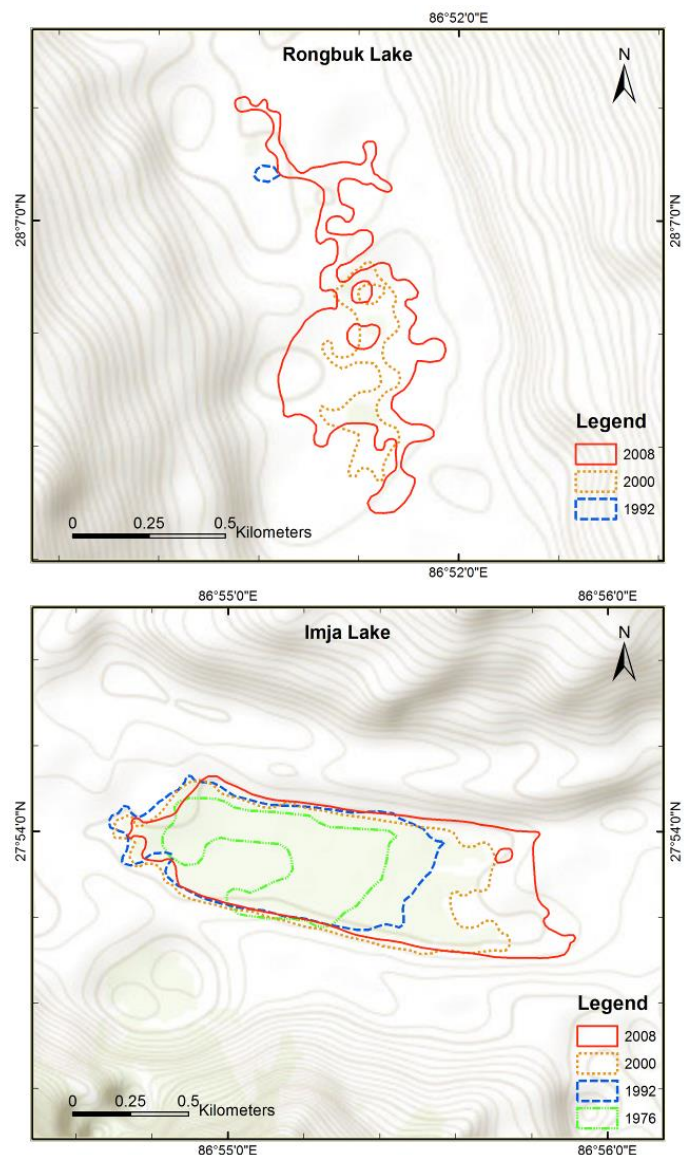 86°52'0"E
Rongbuk Lake
N
28°7'0"N
28°7'0"N
Legend
2008
2000
1992
0 0.25 0.5
Kilometers
86°52'0"E
86°55'0"E 86°56'0"E
Imja Lake
N
27°54'0"N
27°54'0"N
Legend
2008
2000
1992
1976
0 0.25 0.5
Kilometers
86°55'0"E 86°56'0"E